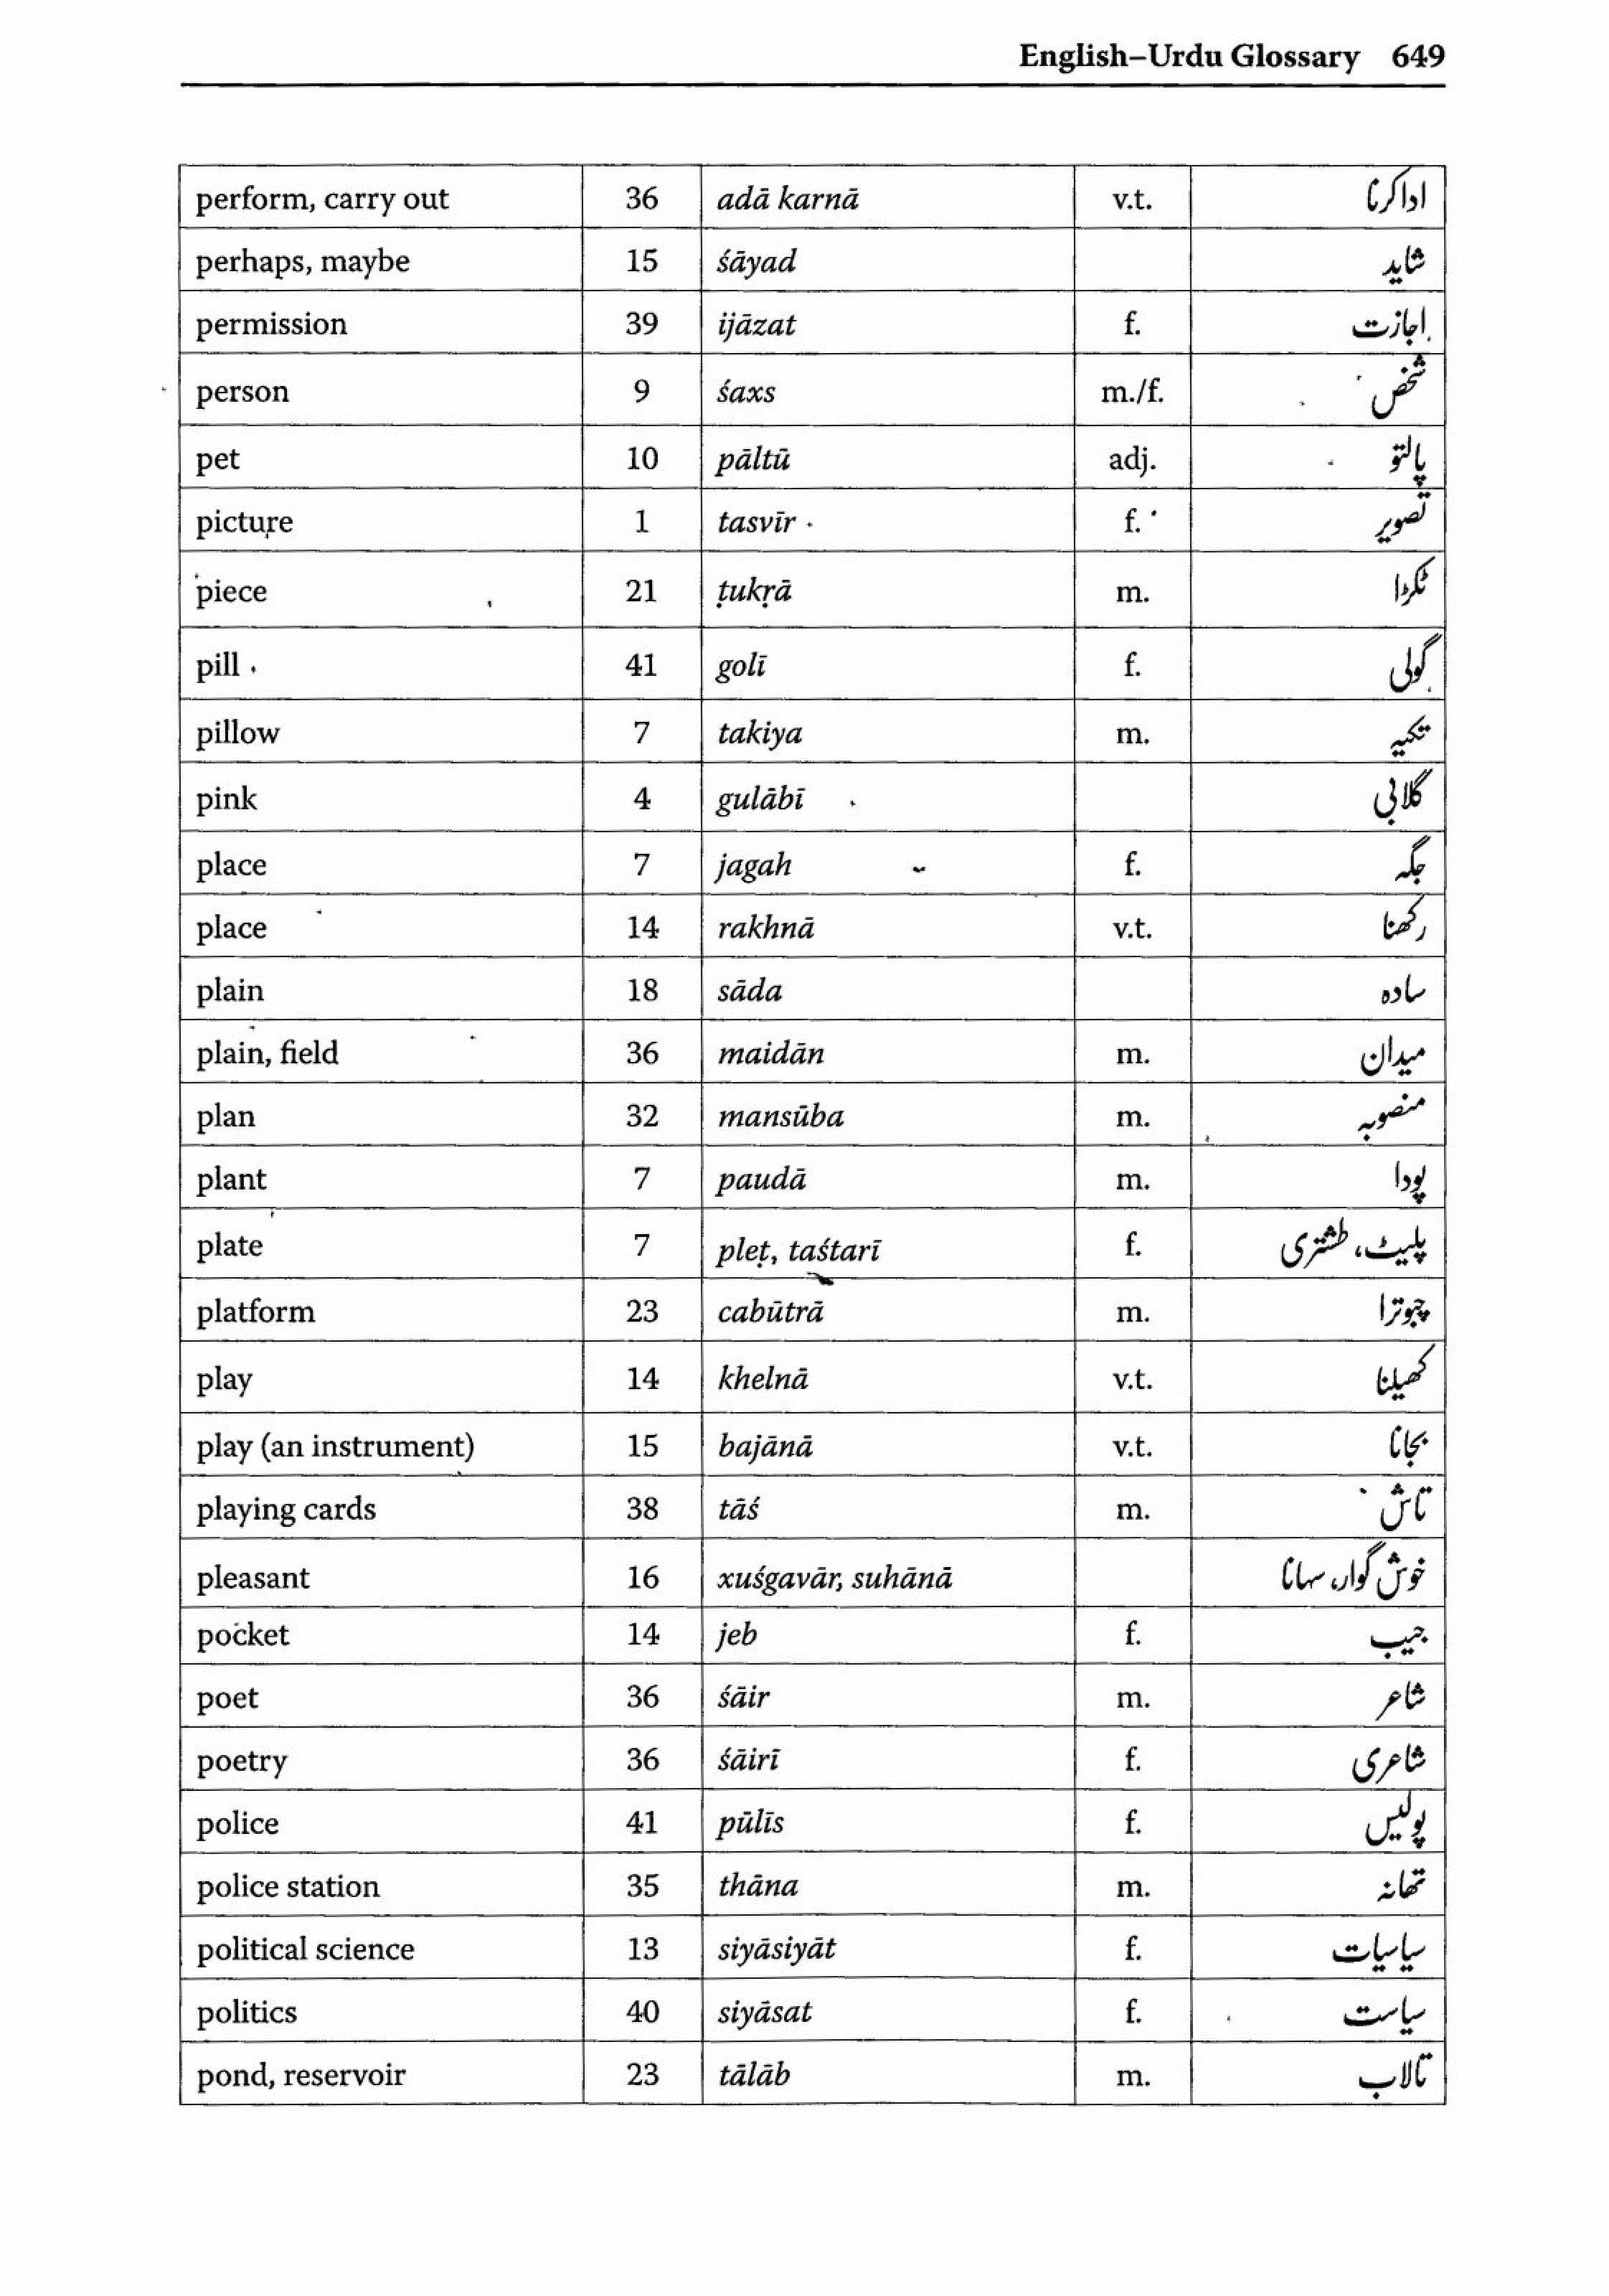 English–Urdu Glossary 649
perform, carry out 36 adā karnā v.t. ادا کرنا
perhaps, maybe 15 śāyad شاید
permission 39 ijāzat f. اجازت
person 9 śaxs m./f. شخص
pet 10 pāltū adj. پالتو
picture 1 tasvīr f. تصویر
piece 21 ṭukṛā m. ٹکڑا
pill 41 golī f. گولی
pillow 7 takiya m. تکیہ
pink 4 gulābī گلابی
place 7 jagah f. جگہ
place 14 rakhnā v.t. رکھنا
plain 18 sāda سادہ
plain, field 36 maidān m. میدان
plan 32 mansūba m. منصوبہ
plant 7 paudā m. پودا
plate 7 pleṭ, taśtarī f. پلیٹ، طشتری
platform 23 cabūtrā m. چبوترا
play 14 khelnā v.t. کھیلنا
play (an instrument) 15 bajānā v.t. بجانا
playing cards 38 tāś m. تاش
pleasant 16 xuśgavār, suhānā خوش گوار، سہانا
pocket 14 jeb f. جیب
poet 36 śāir m. شاعر
poetry 36 śāirī f. شاعری
police 41 pūlīs f. پولیس
police station 35 thāna m. تھانہ
political science 13 siyāsiyāt f. سیاسیات
politics 40 siyāsat f. سیاست
pond, reservoir 23 tālāb m. تالاب